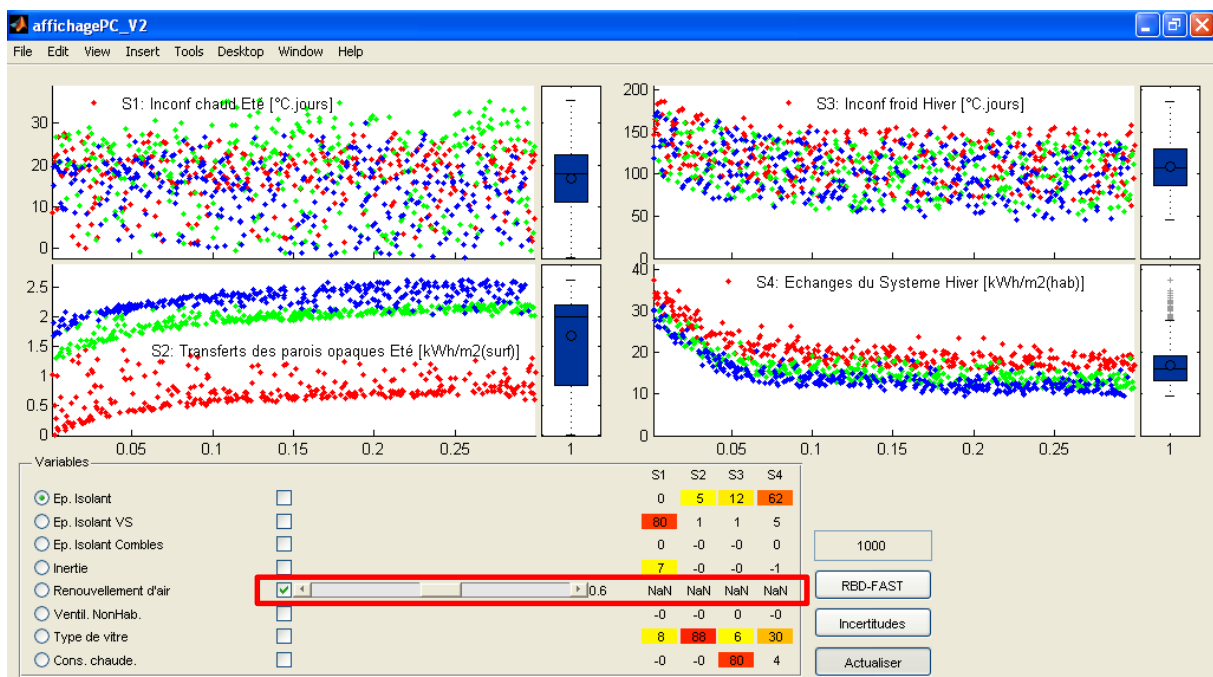 affichagePC_V2
File Edit View Insert Tools Desktop Window Help
S1: Inconf chaud Eté [°C.jours]
30
20
10
0
S3: Inconf froid Hiver [°C.jours]
200
150
100
50
0
S2: Transferts des parois opaques Eté [kWh/m2(surf)]
2.5
2
1.5
1
0.5
0
0.05 0.1 0.15 0.2 0.25 1
S4: Echanges du Systeme Hiver [kWh/m2(hab)]
40
30
20
10
0
0.05 0.1 0.15 0.2 0.25 1
Variables
S1 S2 S3 S4
Ep. Isolant 0 5 12 62
Ep. Isolant VS 80 1 1 5
Ep. Isolant Combles 0 -0 -0 0
Inertie 7 -0 -0 -1
Renouvellement d'air 0.6 NaN NaN NaN NaN
Ventil. NonHab. -0 -0 0 -0
Type de vitre 8 88 6 30
Cons. chaude. -0 -0 80 4
1000
RBD-FAST
Incertitudes
Actualiser